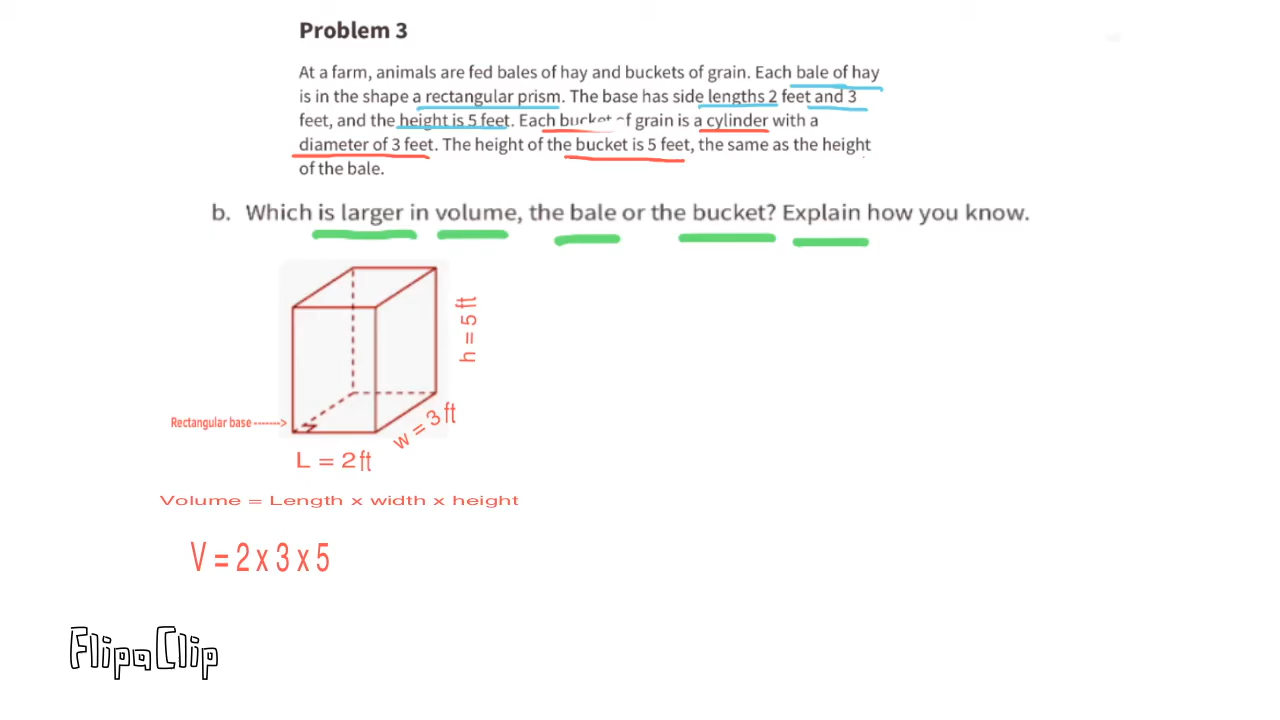 Problem 3
At a farm, animals are fed bales of hay and buckets of grain. Each bale of hay
is in the shape a rectangular prism. The base has side lengths 2 feet and 3
feet, and the height is 5 feet. Each bucket of grain is a cylinder with a
diameter of 3 feet. The height of the bucket is 5 feet, the same as the height
of the bale.
b. Which is larger in volume, the bale or the bucket? Explain how you know.
h = 5 ft
Rectangular base ------->
w = 3 ft
L = 2 ft
Volume = Length x width x height
V = 2 x 3 x 5
FlipaClip